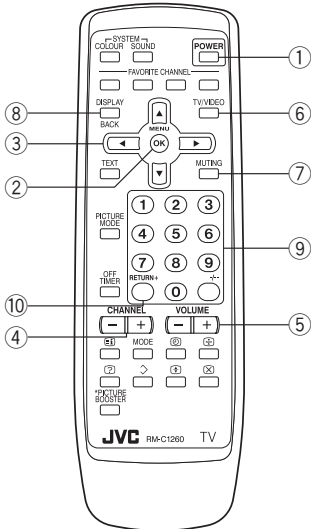 SYSTEM
COLOUR SOUND POWER
①
FAVORITE CHANNEL
⑧ DISPLAY TV/VIDEO ⑥
BACK
MENU
③
OK
②
TEXT MUTING ⑦
1 2 3
PICTURE
MODE
4 5 6
⑨
7 8 9
OFF
TIMER
RETURN+ -/--
⑩ 0
CHANNEL VOLUME
④ - + - + ⑤
MODE
?
*PICTURE
BOOSTER
JVC RM-C1260 TV